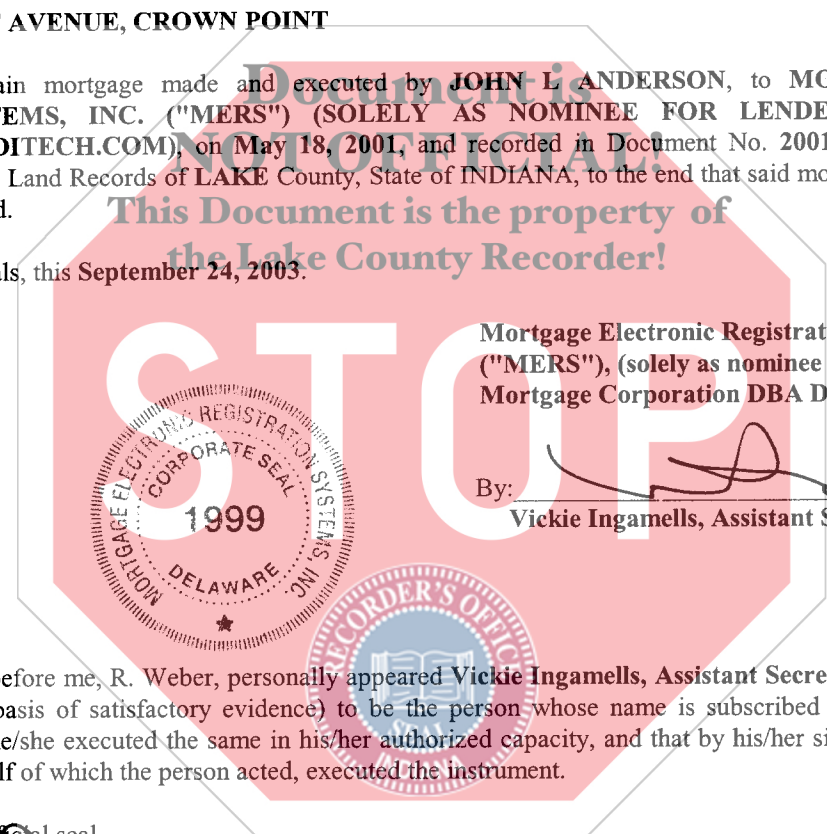 AVENUE, CROWN POINT
ain mortgage made and executed by JOHN L ANDERSON, to MO
TEMS, INC. ("MERS") (SOLELY AS NOMINEE FOR LENDE
DITECH.COM), on May 18, 2001, and recorded in Document No. 2001
Land Records of LAKE County, State of INDIANA, to the end that said mo
d.
als, this September 24, 2003.
Document is
NOT OFFICIAL!
This Document is the property of
the Lake County Recorder!
STOP
Mortgage Electronic Registrat
("MERS"), (solely as nominee
Mortgage Corporation DBA D
By:
Vickie Ingamells, Assistant S
MORTGAGE ELECTRONIC REGISTRATION SYSTEMS, INC
CORPORATE SEAL
1999
DELAWARE
RECORDER'S OFFIC
SEAL
INDIANA
before me, R. Weber, personally appeared Vickie Ingamells, Assistant Secre
basis of satisfactory evidence) to be the person whose name is subscribed
e/she executed the same in his/her authorized capacity, and that by his/her si
lf of which the person acted, executed the instrument.
icial seal